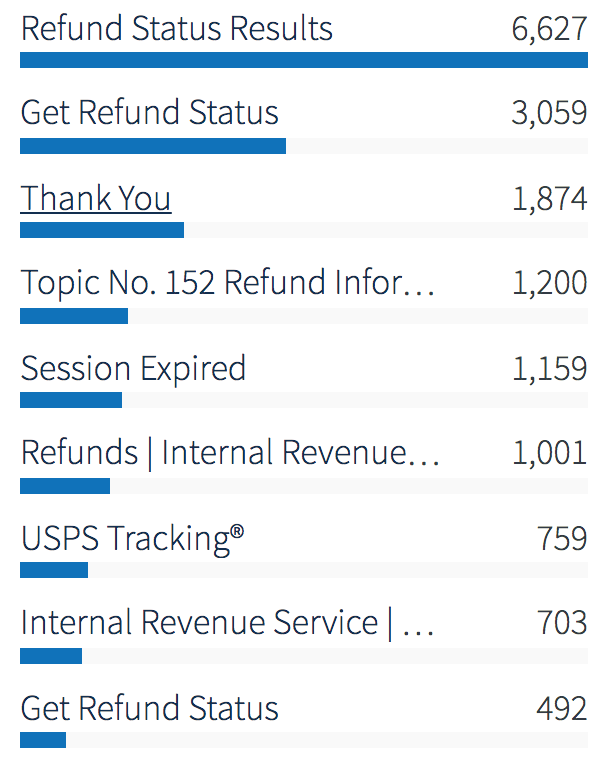 Refund Status Results 6,627
Get Refund Status 3,059
Thank You 1,874
Topic No. 152 Refund Infor... 1,200
Session Expired 1,159
Refunds | Internal Revenue... 1,001
USPS Tracking® 759
Internal Revenue Service | ... 703
Get Refund Status 492